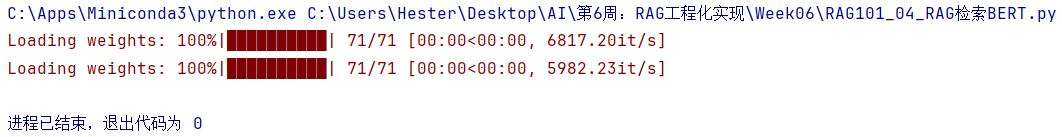 C:\Apps\Miniconda3\python.exe C:\Users\Hester\Desktop\AI\第6周：RAG工程化实现\Week06\RAG101_04_RAG检索BERT.py
Loading weights: 100%|██████████| 71/71 [00:00<00:00, 6817.20it/s]
Loading weights: 100%|██████████| 71/71 [00:00<00:00, 5982.23it/s]
进程已结束，退出代码为 0